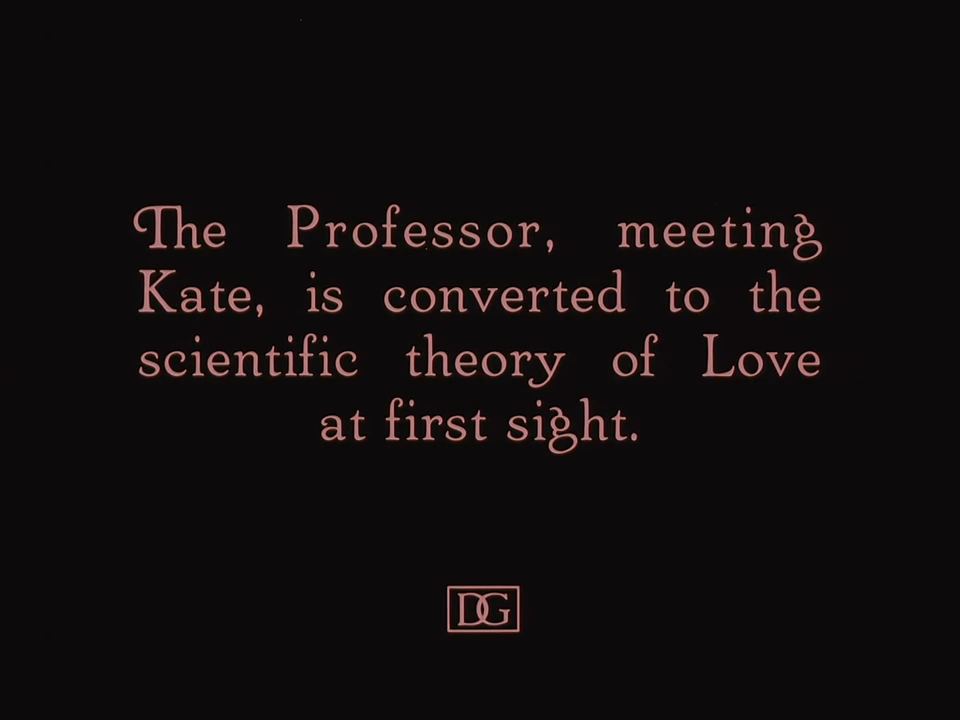 The Professor, meeting
Kate, is converted to the
scientific theory of Love
at first sight.
DG